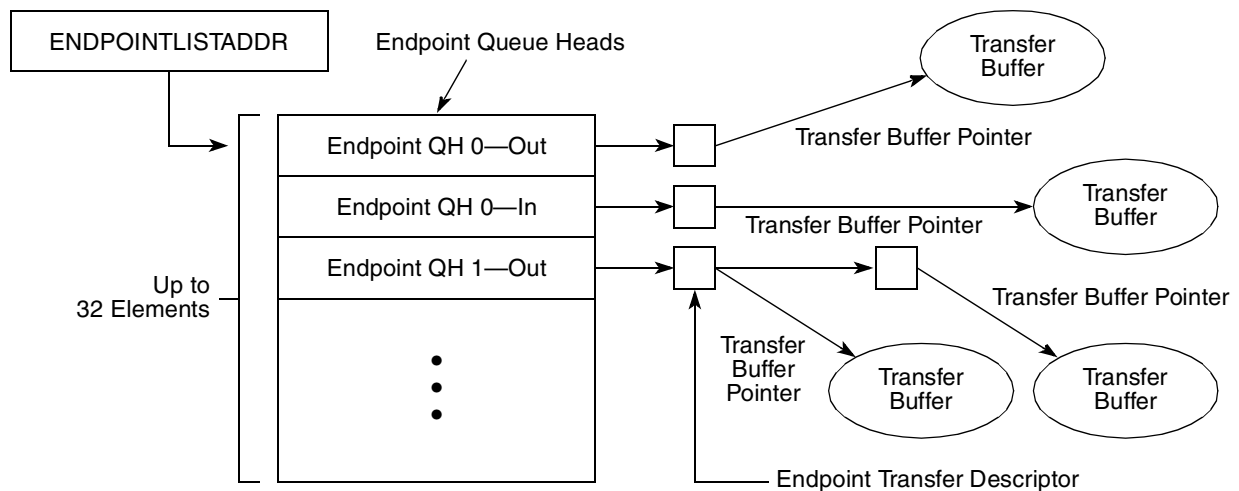 ENDPOINTLISTADDR
Endpoint Queue Heads
Transfer
Buffer
Endpoint QH 0—Out
Transfer Buffer Pointer
Endpoint QH 0—In
Transfer Buffer Pointer
Transfer
Buffer
Endpoint QH 1—Out
Up to
32 Elements
Transfer Buffer Pointer
Transfer
Buffer
Pointer
Transfer
Buffer
Transfer
Buffer
Endpoint Transfer Descriptor